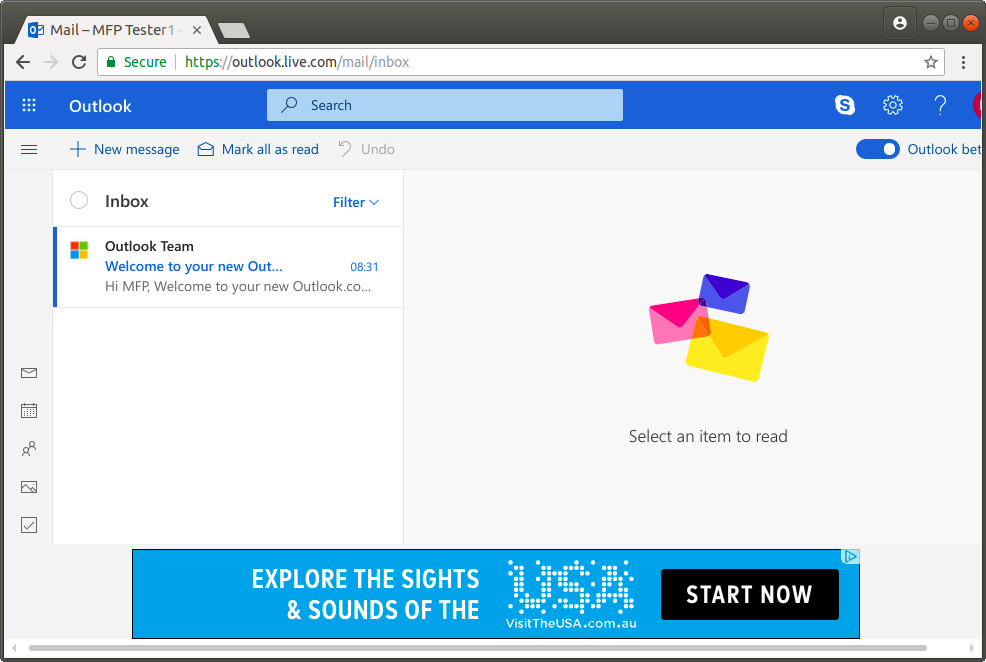 Mail – MFP Tester1 -
Secure
https://outlook.live.com/mail/inbox
Outlook
Search
New message
Mark all as read
Undo
Outlook bet
Inbox
Filter
Outlook Team
Welcome to your new Out...
08:31
Hi MFP, Welcome to your new Outlook.co...
Select an item to read
EXPLORE THE SIGHTS
& SOUNDS OF THE
USA
VisitTheUSA.com.au
START NOW